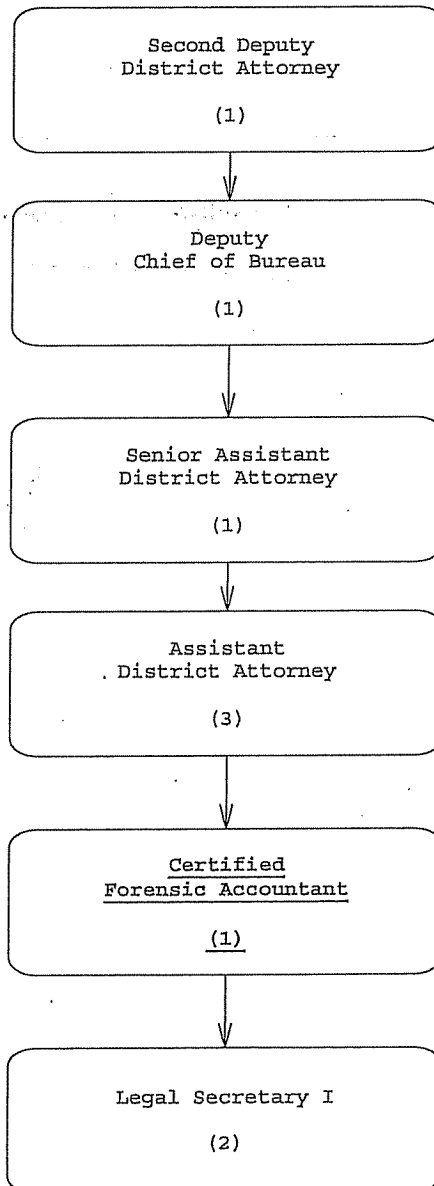 Second Deputy
District Attorney
(1)
Deputy
Chief of Bureau
(1)
Senior Assistant
District Attorney
(1)
Assistant
District Attorney
(3)
Certified
Forensic Accountant
(1)
Legal Secretary I
(2)